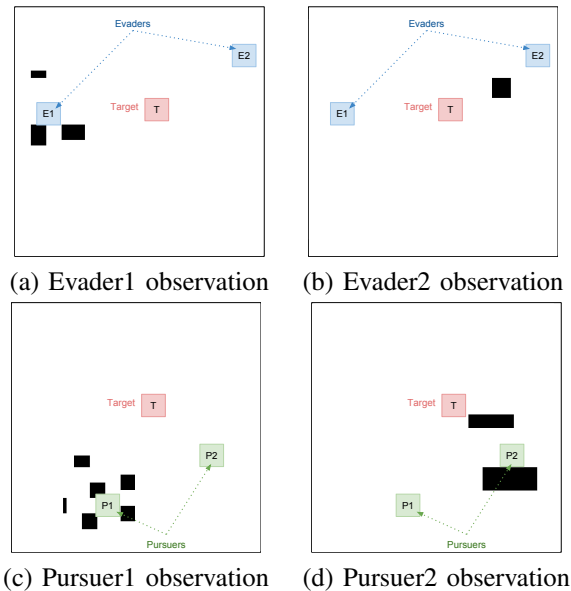 Evaders
E2
E1
Target
T
(a) Evader1 observation
Evaders
E2
E1
Target
T
(b) Evader2 observation
Target
T
P2
P1
Pursuers
(c) Pursuer1 observation
Target
T
P2
P1
Pursuers
(d) Pursuer2 observation